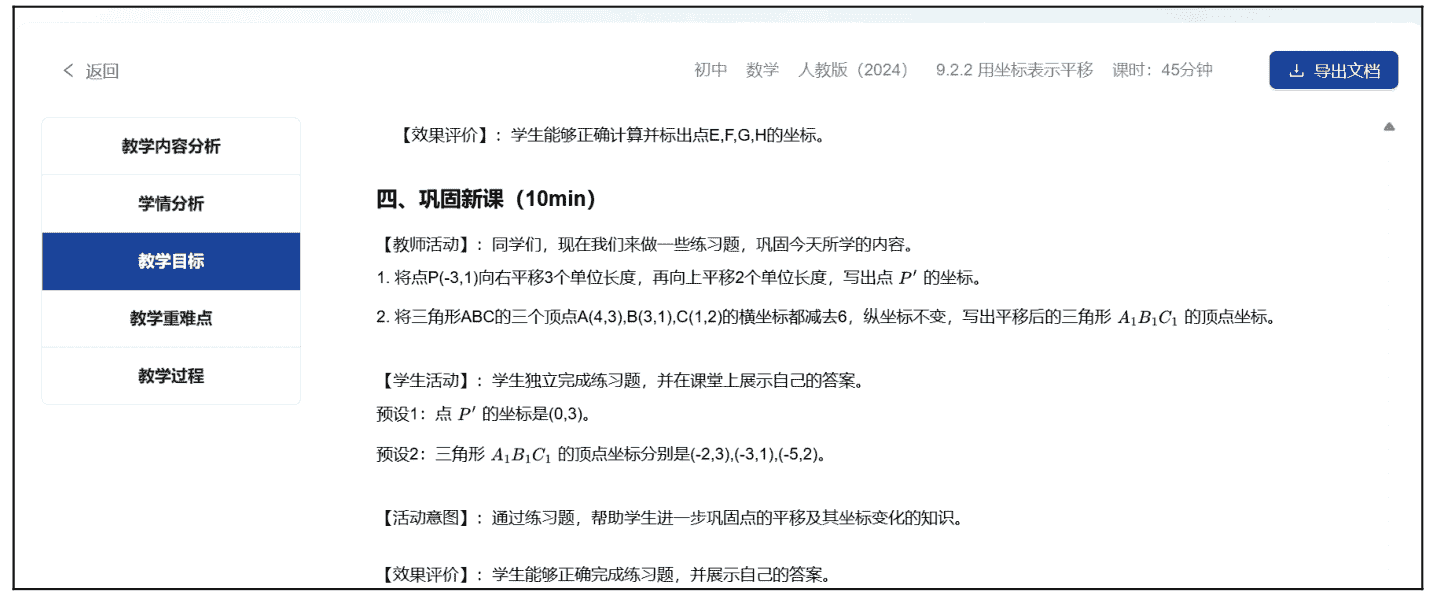 返回
初中 数学 人教版（2024） 9.2.2 用坐标表示平移 课时：45分钟
导出文档
教学内容分析
学情分析
教学目标
教学重难点
教学过程
【效果评价】：学生能够正确计算并标出点E,F,G,H的坐标。
四、巩固新课（10min）
【教师活动】：同学们，现在我们来做一些练习题，巩固今天所学的内容。
1. 将点P(-3,1)向右平移3个单位长度，再向上平移2个单位长度，写出点 P′ 的坐标。
2. 将三角形ABC的三个顶点A(4,3),B(3,1),C(1,2)的横坐标都减去6，纵坐标不变，写出平移后的三角形 A₁B₁C₁ 的顶点坐标。
【学生活动】：学生独立完成练习题，并在课堂上展示自己的答案。
预设1：点 P′ 的坐标是(0,3)。
预设2：三角形 A₁B₁C₁ 的顶点坐标分别是(-2,3),(-3,1),(-5,2)。
【活动意图】：通过练习题，帮助学生进一步巩固点的平移及其坐标变化的知识。
【效果评价】：学生能够正确完成练习题，并展示自己的答案。